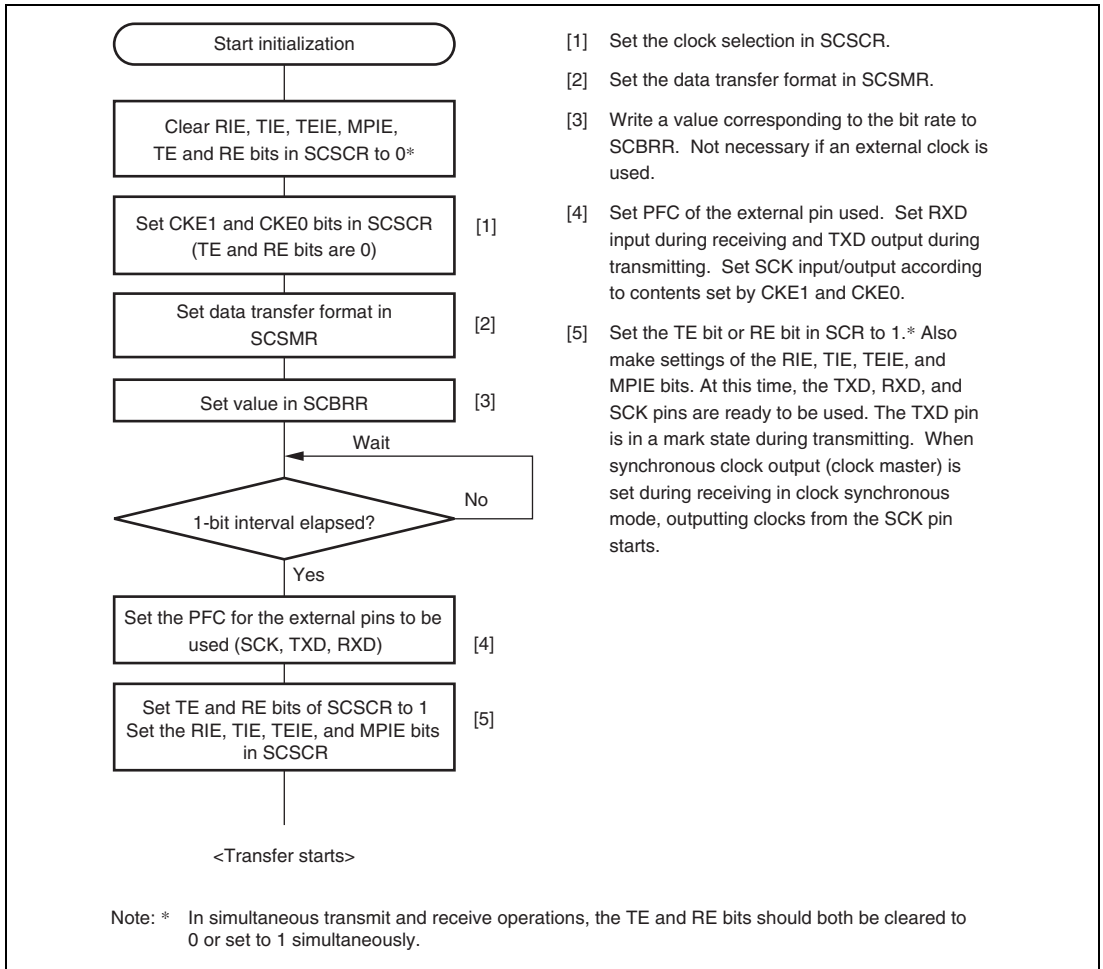 Start initialization
Clear RIE, TIE, TEIE, MPIE,
TE and RE bits in SCSCR to 0*
Set CKE1 and CKE0 bits in SCSCR
(TE and RE bits are 0)
[1]
Set data transfer format in
SCSMR
[2]
Set value in SCBRR
[3]
Wait
1-bit interval elapsed?
No
Yes
Set the PFC for the external pins to be
used (SCK, TXD, RXD)
[4]
Set TE and RE bits of SCSCR to 1
Set the RIE, TIE, TEIE, and MPIE bits
in SCSCR
[5]
<Transfer starts>
[1] Set the clock selection in SCSCR.
[2] Set the data transfer format in SCSMR.
[3] Write a value corresponding to the bit rate to
SCBRR. Not necessary if an external clock is
used.
[4] Set PFC of the external pin used. Set RXD
input during receiving and TXD output during
transmitting. Set SCK input/output according
to contents set by CKE1 and CKE0.
[5] Set the TE bit or RE bit in SCR to 1.* Also
make settings of the RIE, TIE, TEIE, and
MPIE bits. At this time, the TXD, RXD, and
SCK pins are ready to be used. The TXD pin
is in a mark state during transmitting. When
synchronous clock output (clock master) is
set during receiving in clock synchronous
mode, outputting clocks from the SCK pin
starts.
Note: * In simultaneous transmit and receive operations, the TE and RE bits should both be cleared to
0 or set to 1 simultaneously.